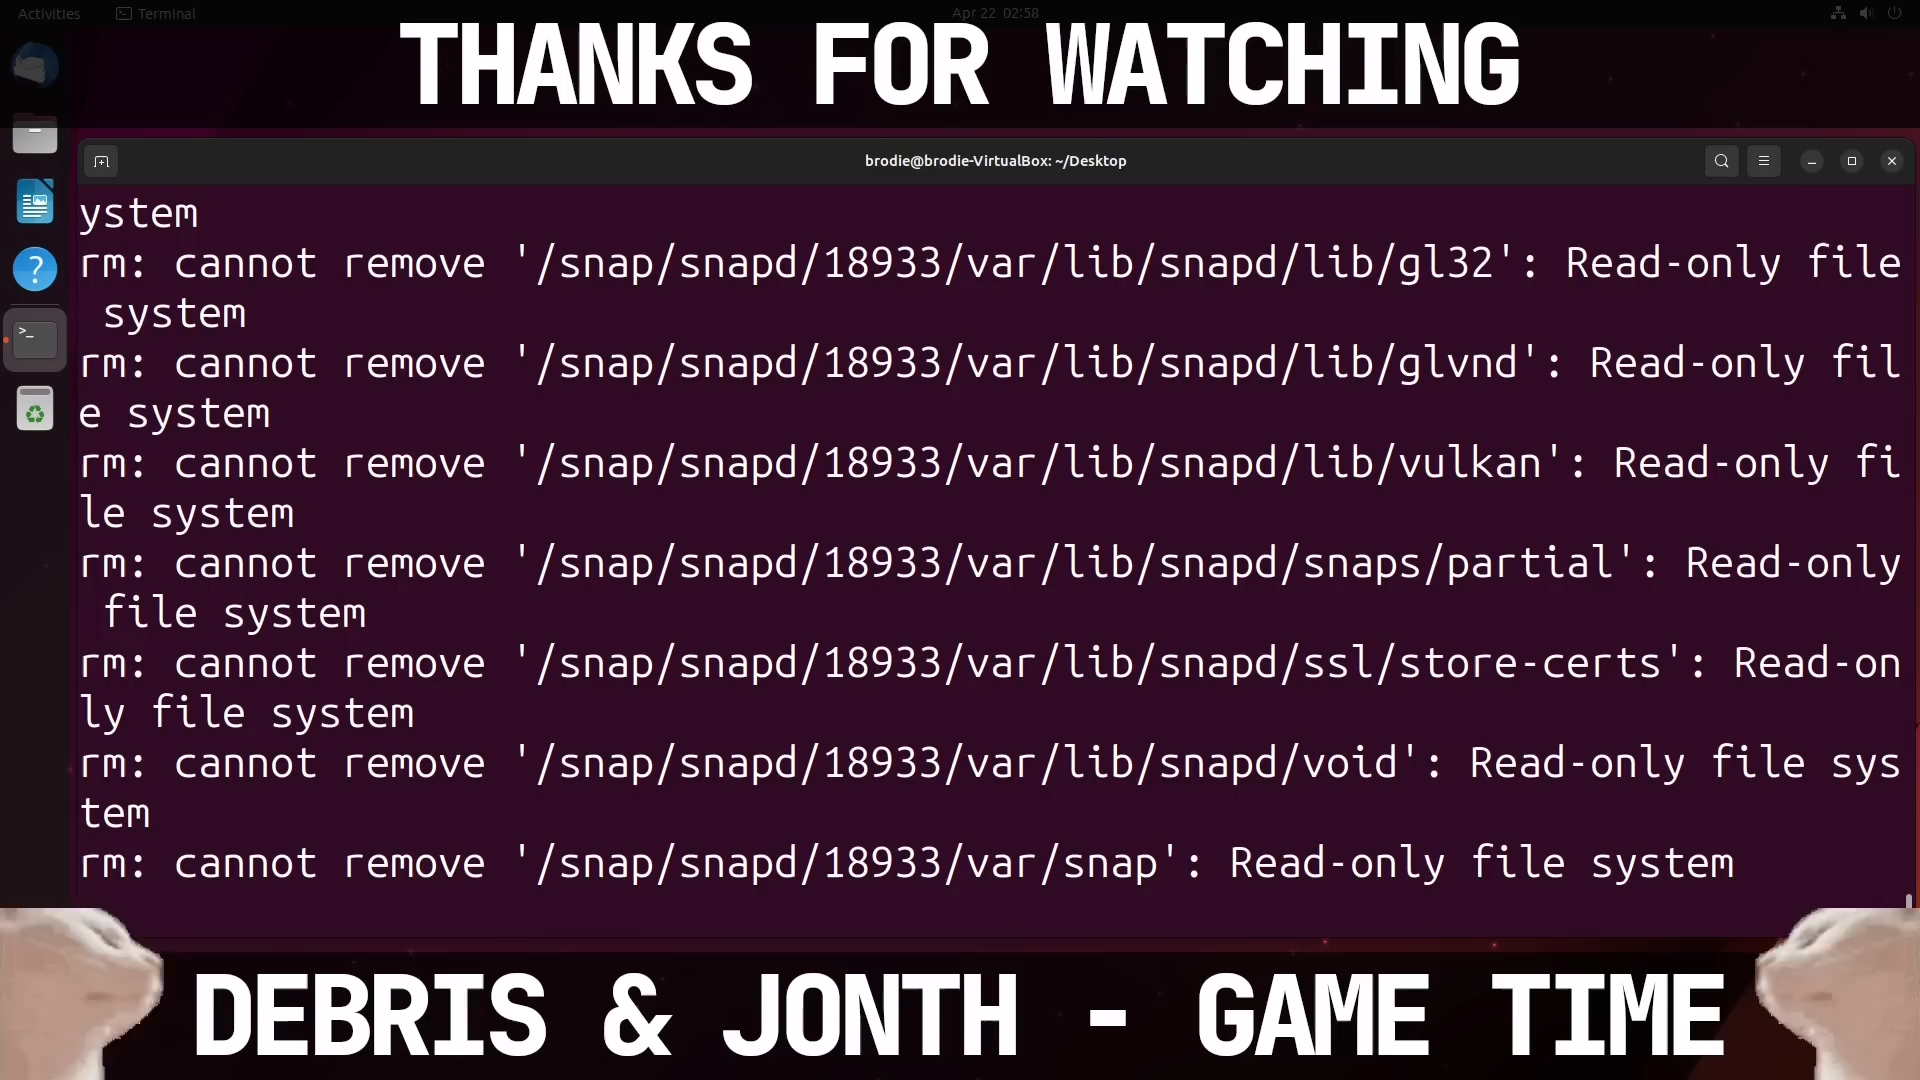 Activities
Terminal
Apr 22 02:58
THANKS FOR WATCHING
brodie@brodie-VirtualBox: ~/Desktop
ystem
rm: cannot remove '/snap/snapd/18933/var/lib/snapd/lib/gl32': Read-only file
 system
rm: cannot remove '/snap/snapd/18933/var/lib/snapd/lib/glvnd': Read-only fil
e system
rm: cannot remove '/snap/snapd/18933/var/lib/snapd/lib/vulkan': Read-only fi
le system
rm: cannot remove '/snap/snapd/18933/var/lib/snapd/snaps/partial': Read-only
 file system
rm: cannot remove '/snap/snapd/18933/var/lib/snapd/ssl/store-certs': Read-on
ly file system
rm: cannot remove '/snap/snapd/18933/var/lib/snapd/void': Read-only file sys
tem
rm: cannot remove '/snap/snapd/18933/var/snap': Read-only file system
DEBRIS & JONTH - GAME TIME